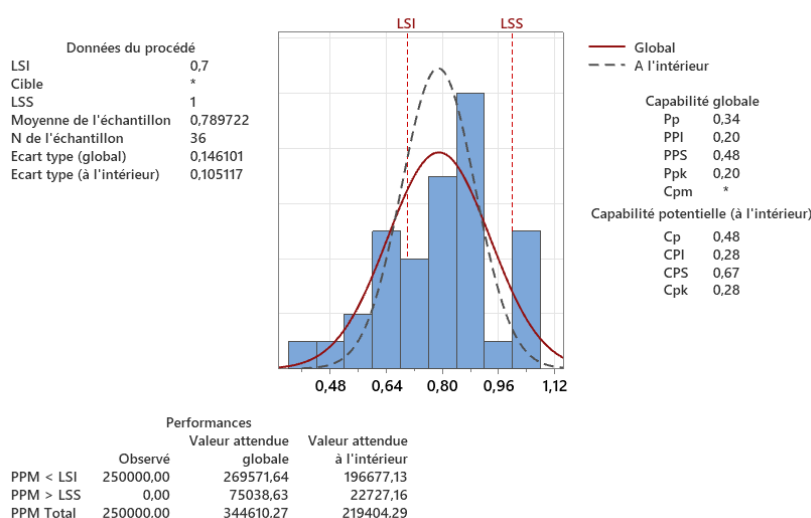 LSI LSS
Données du procédé
LSI 0,7
Cible *
LSS 1
Moyenne de l'échantillon 0,789722
N de l'échantillon 36
Ecart type (global) 0,146101
Ecart type (à l'intérieur) 0,105117
Global
A l'intérieur
Capabilité globale
Pp 0,34
PPI 0,20
PPS 0,48
Ppk 0,20
Cpm *
Capabilité potentielle (à l'intérieur)
Cp 0,48
CPI 0,28
CPS 0,67
Cpk 0,28
0,48 0,64 0,80 0,96 1,12
Performances
Valeur attendue Valeur attendue
Observé globale à l'intérieur
PPM < LSI 250000,00 269571,64 196677,13
PPM > LSS 0,00 75038,63 22727,16
PPM Total 250000,00 344610,27 219404,29